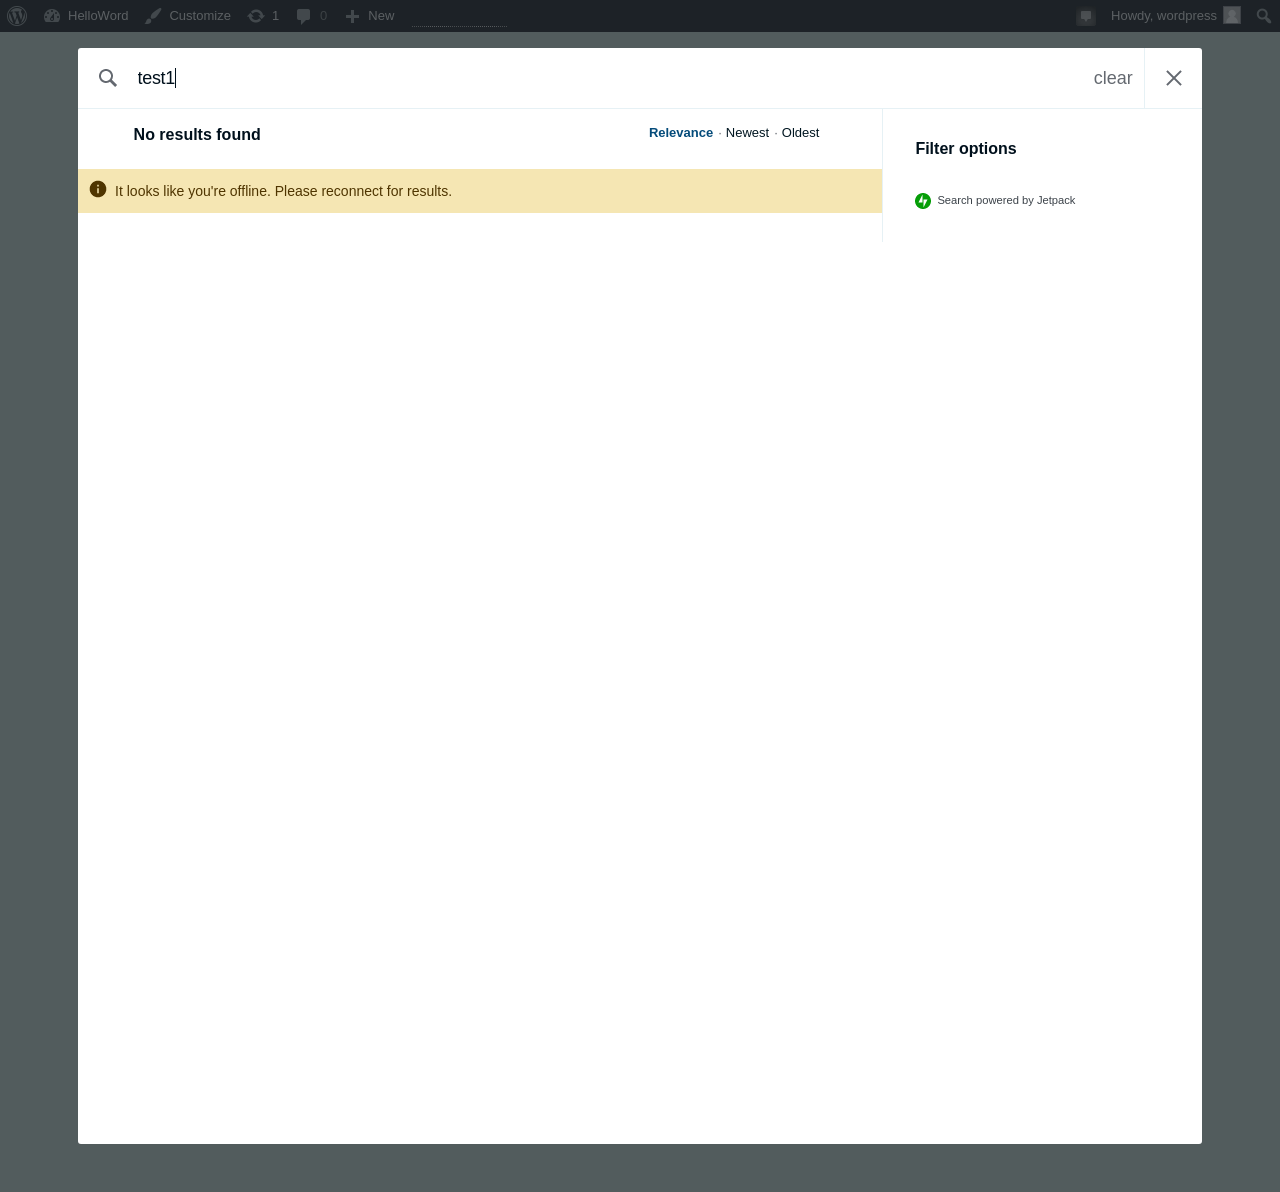 HelloWord Customize 1 0 New Howdy, wordpress
test1 clear
No results found Relevance · Newest · Oldest
Filter options
It looks like you're offline. Please reconnect for results.
Search powered by Jetpack